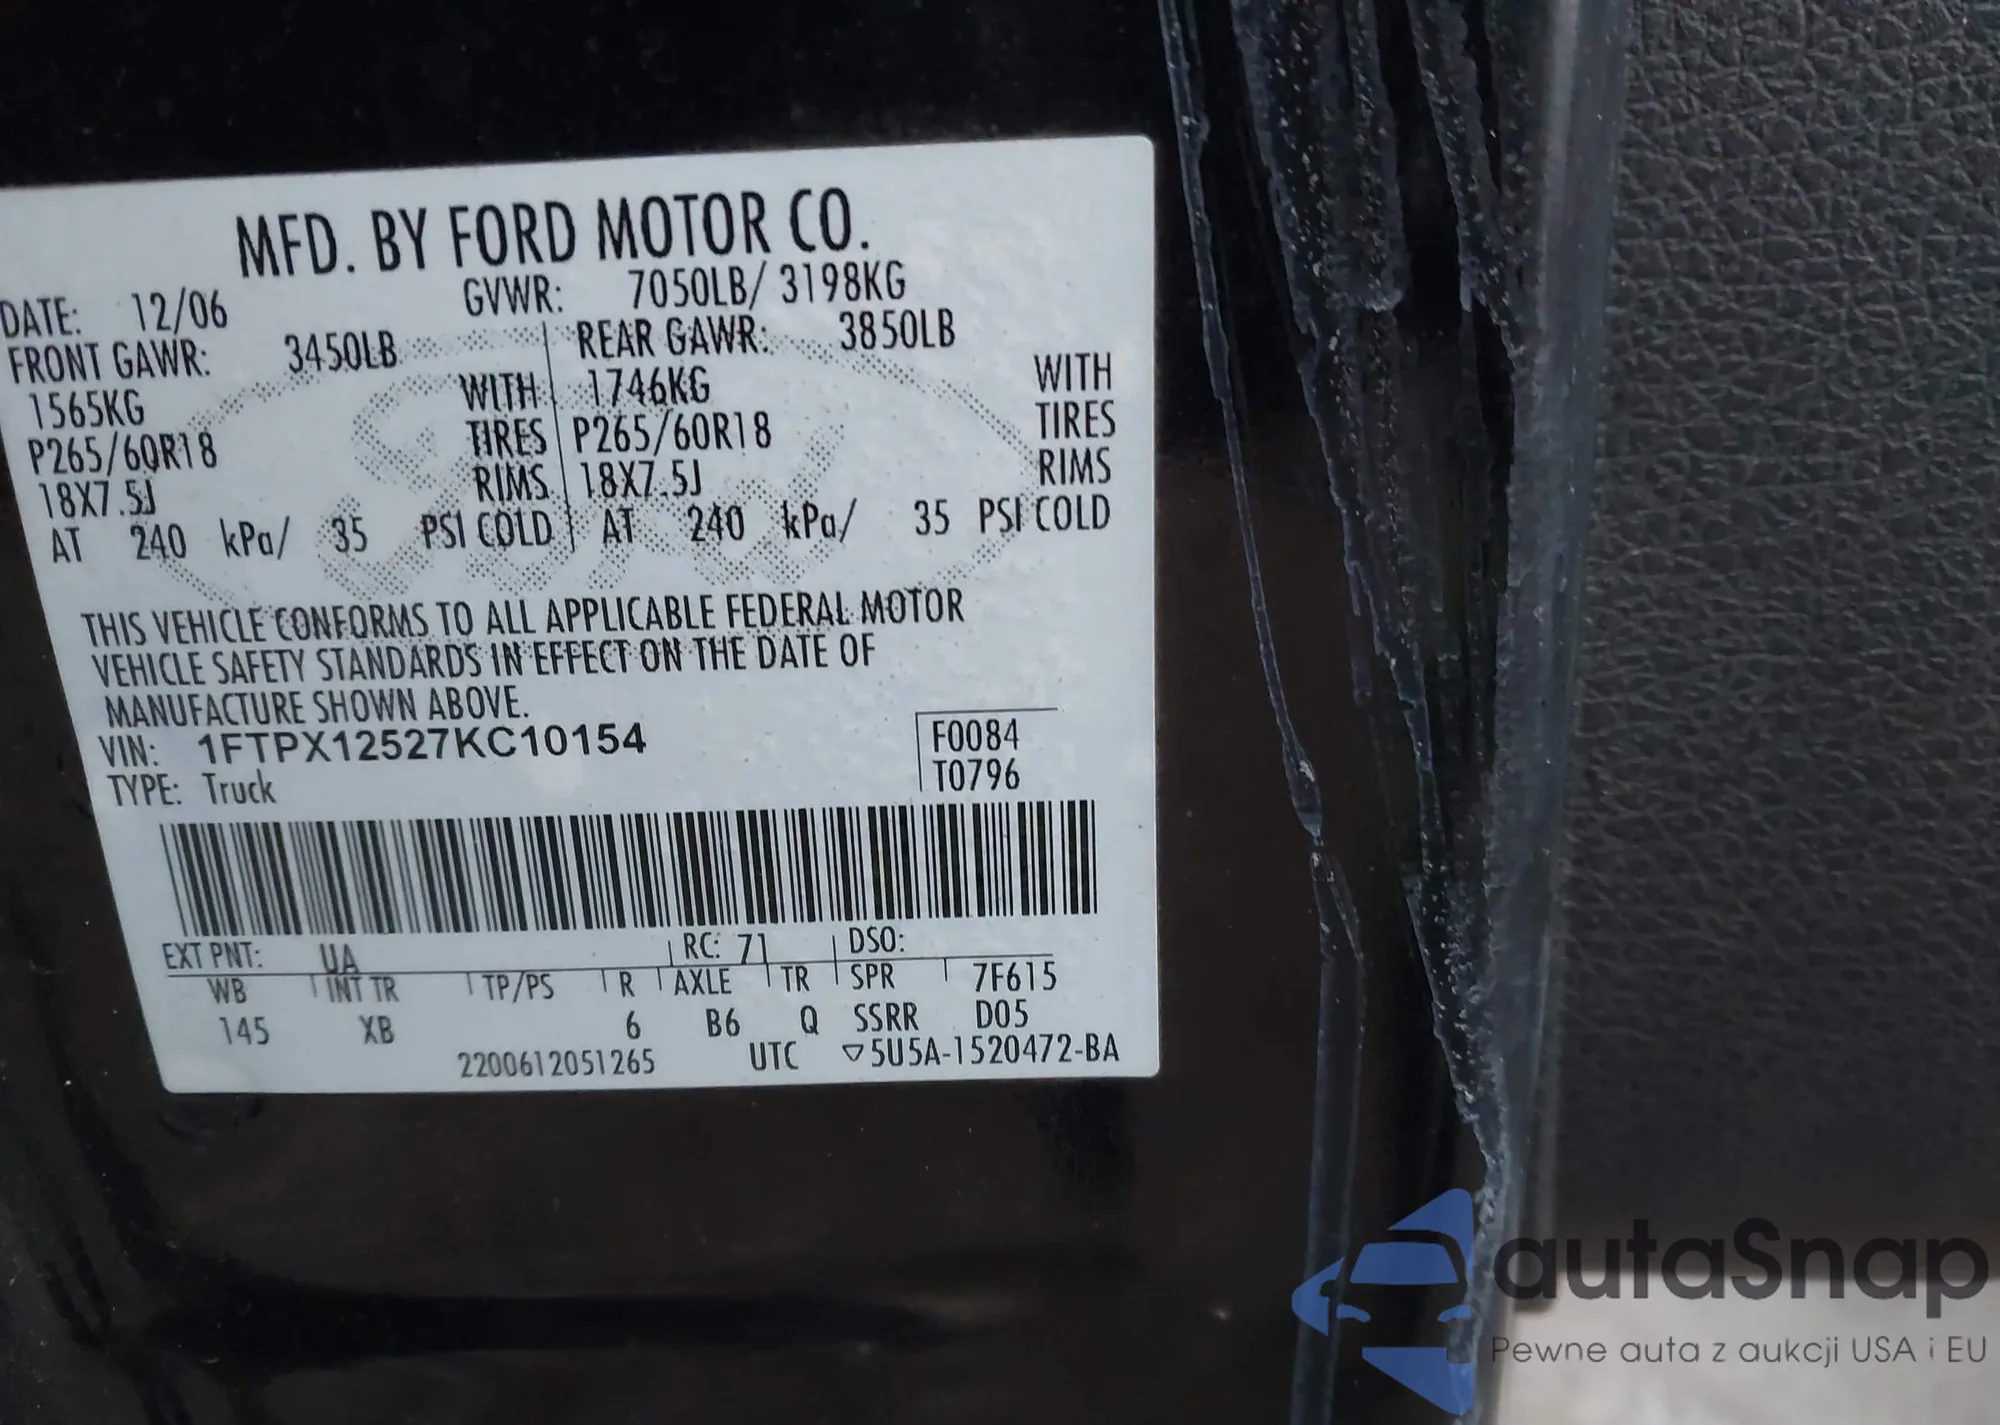 MFD. BY FORD MOTOR CO.
DATE: 12/06 GVWR: 7050LB/ 3198KG
FRONT GAWR: 3450LB REAR GAWR: 3850LB
1565KG WITH 1746KG WITH
P265/60R18 TIRES P265/60R18 TIRES
18X7.5J RIMS 18X7.5J RIMS
AT 240 kPa/ 35 PSI COLD AT 240 kPa/ 35 PSI COLD
THIS VEHICLE CONFORMS TO ALL APPLICABLE FEDERAL MOTOR
VEHICLE SAFETY STANDARDS IN EFFECT ON THE DATE OF
MANUFACTURE SHOWN ABOVE.
VIN: 1FTPX12527KC10154 F0084
TYPE: Truck T0796
EXT PNT: UA RC: 71 DSO:
WB INT TR TP/PS R AXLE TR SPR 7F615
145 XB 6 B6 Q SSRR D05
2200612051265 UTC ▽5U5A-1520472-BA
autaSnap
Pewne auta z aukcji USA i EU